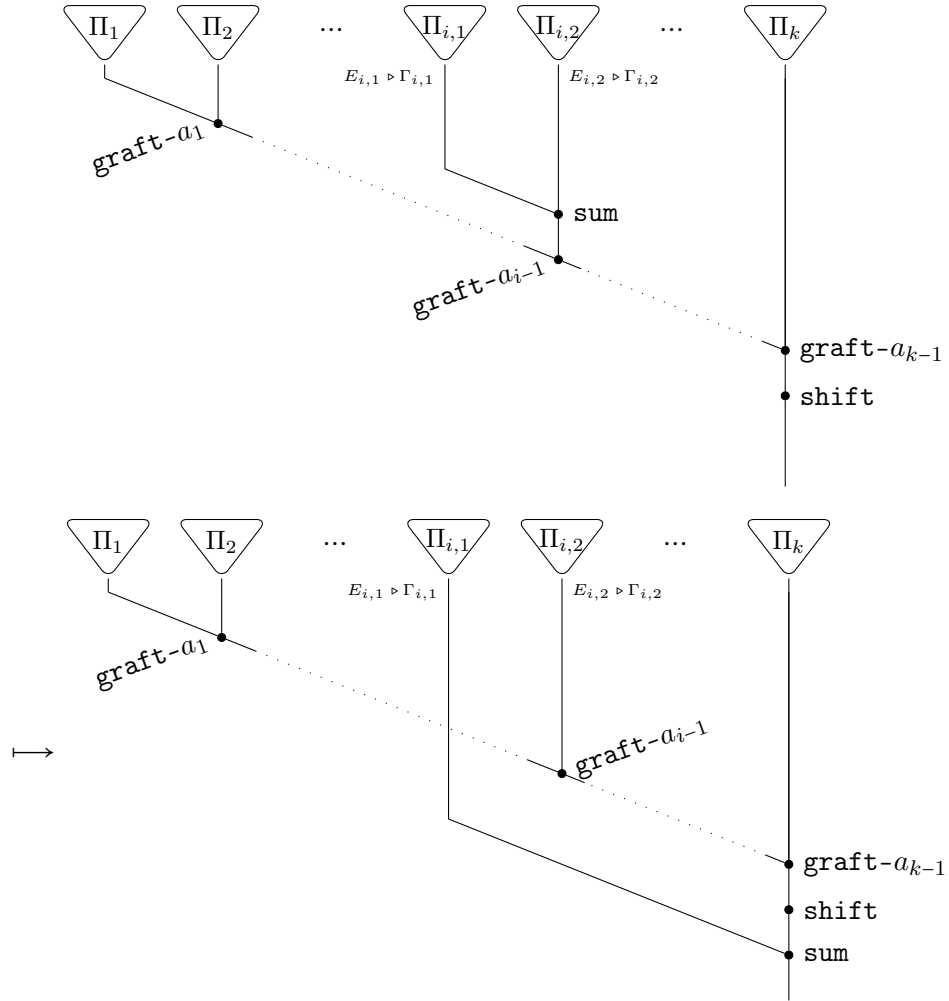 Π₁ Π₂ ... Πᵢ,₁ Πᵢ,₂ ... Πₖ
Eᵢ,₁ ▹ Γᵢ,₁ Eᵢ,₂ ▹ Γᵢ,₂
graft-a₁
sum
graft-aᵢ₋₁
graft-aₖ₋₁
shift
Π₁ Π₂ ... Πᵢ,₁ Πᵢ,₂ ... Πₖ
Eᵢ,₁ ▹ Γᵢ,₁ Eᵢ,₂ ▹ Γᵢ,₂
graft-a₁
graft-aᵢ₋₁
⟼
graft-aₖ₋₁
shift
sum